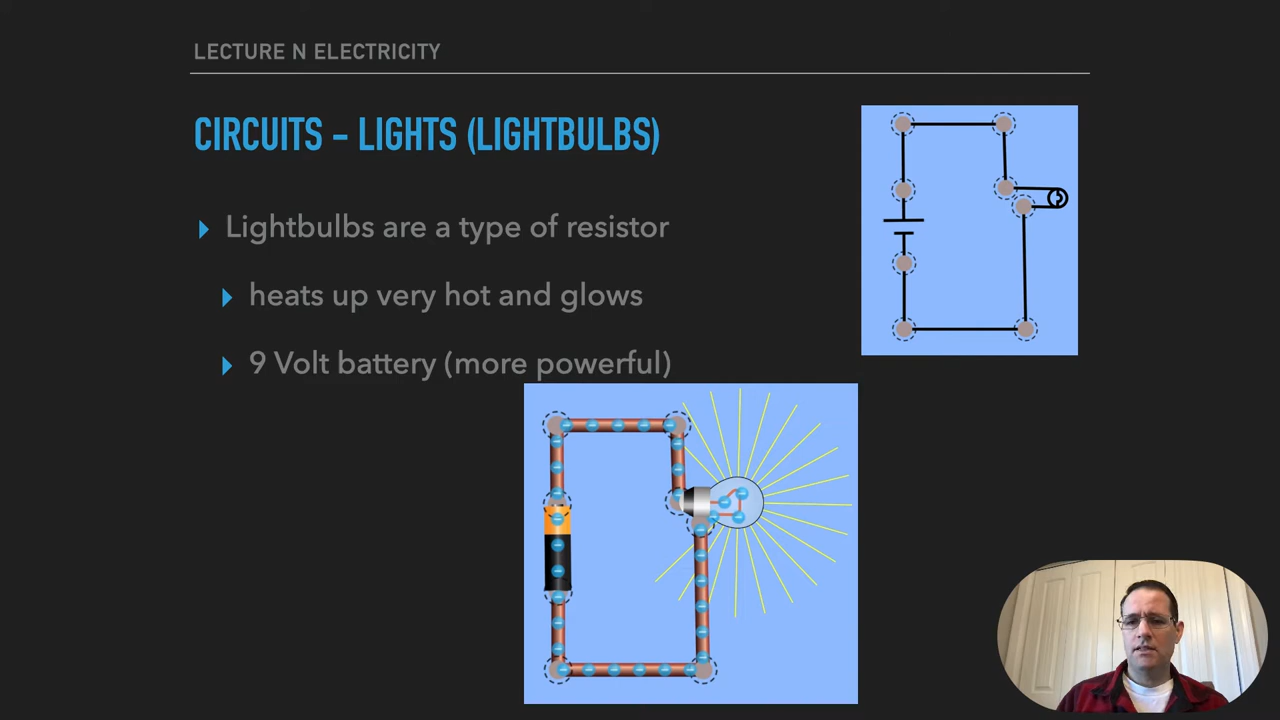 LECTURE N ELECTRICITY
CIRCUITS – LIGHTS (LIGHTBULBS)
Lightbulbs are a type of resistor
heats up very hot and glows
9 Volt battery (more powerful)